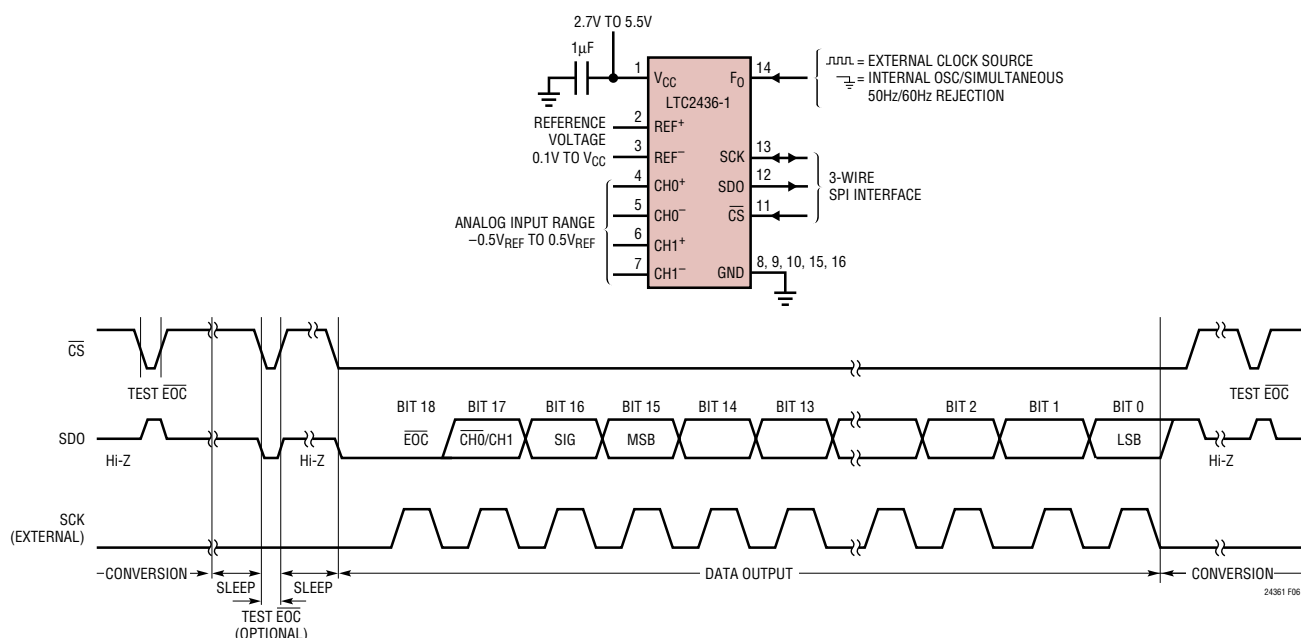 2.7V TO 5.5V
1µF
1
VCC
FO
14
LTC2436-1
= EXTERNAL CLOCK SOURCE
= INTERNAL OSC/SIMULTANEOUS
50Hz/60Hz REJECTION
REFERENCE
VOLTAGE
0.1V TO VCC
2
REF+
3
REF–
SCK
13
4
CH0+
SDO
12
3-WIRE
SPI INTERFACE
5
CH0–
CS
11
ANALOG INPUT RANGE
–0.5VREF TO 0.5VREF
6
CH1+
7
CH1–
GND
8, 9, 10, 15, 16
CS
TEST EOC
TEST EOC
BIT 18
BIT 17
BIT 16
BIT 15
BIT 14
BIT 13
BIT 2
BIT 1
BIT 0
SDO
EOC
CH0/CH1
SIG
MSB
LSB
Hi-Z
Hi-Z
Hi-Z
SCK
(EXTERNAL)
CONVERSION
SLEEP
SLEEP
DATA OUTPUT
CONVERSION
TEST EOC
(OPTIONAL)
24361 F06